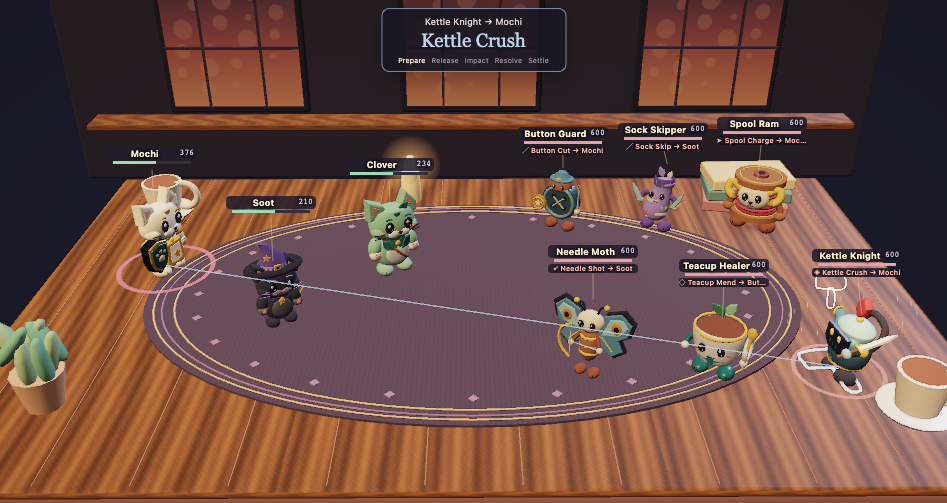 Kettle Knight → Mochi
Kettle Crush
Prepare Release Impact Resolve Settle
Mochi 376
Clover 234
Soot 210
Button Guard 600
Button Cut → Mochi
Sock Skipper 600
Sock Skip → Soot
Spool Ram 600
Spool Charge → Moc...
Needle Moth 600
Needle Shot → Soot
Teacup Healer 600
Teacup Mend → But...
Kettle Knight 600
Kettle Crush → Mochi